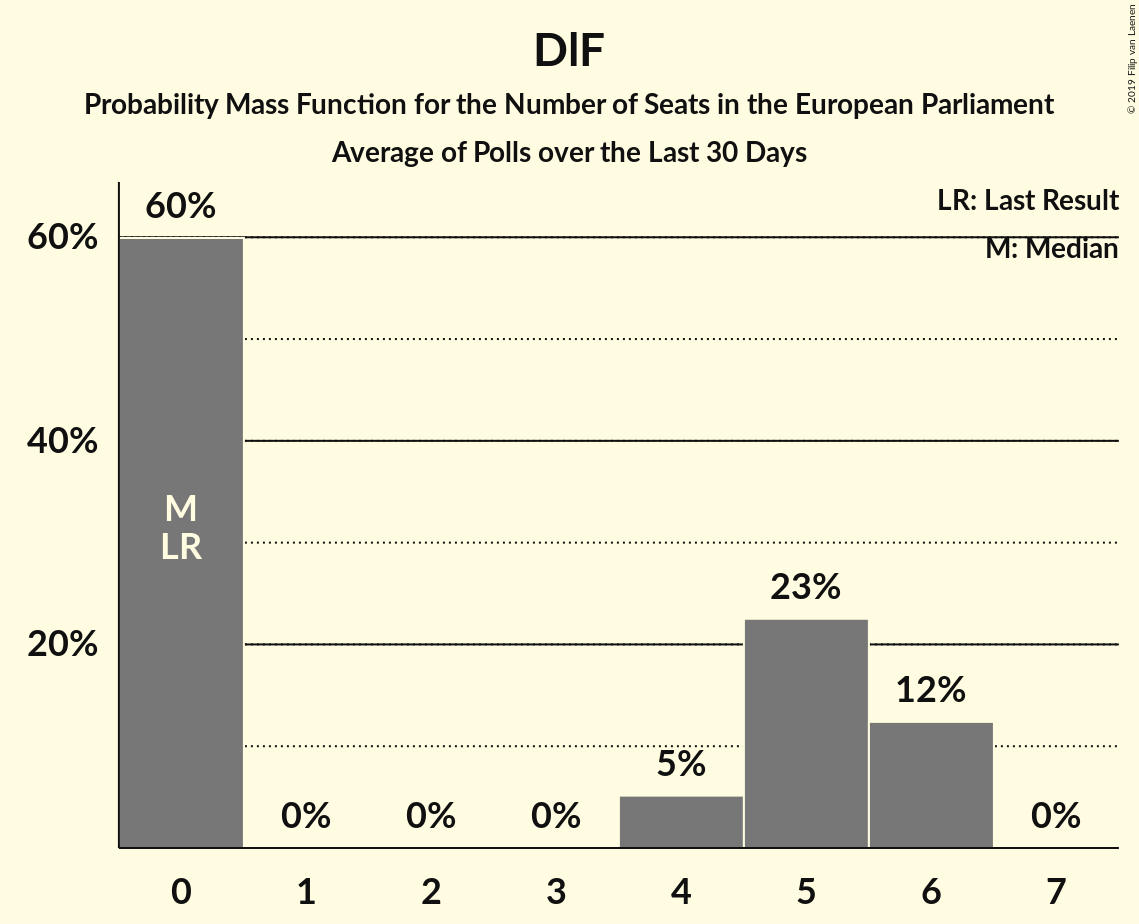 DlF
Probability Mass Function for the Number of Seats in the European Parliament
Average of Polls over the Last 30 Days
© 2019 Filip van Laenen
LR: Last Result
M: Median
60%
40%
20%
60%
M
LR
0%
0%
0%
5%
23%
12%
0%
0
1
2
3
4
5
6
7